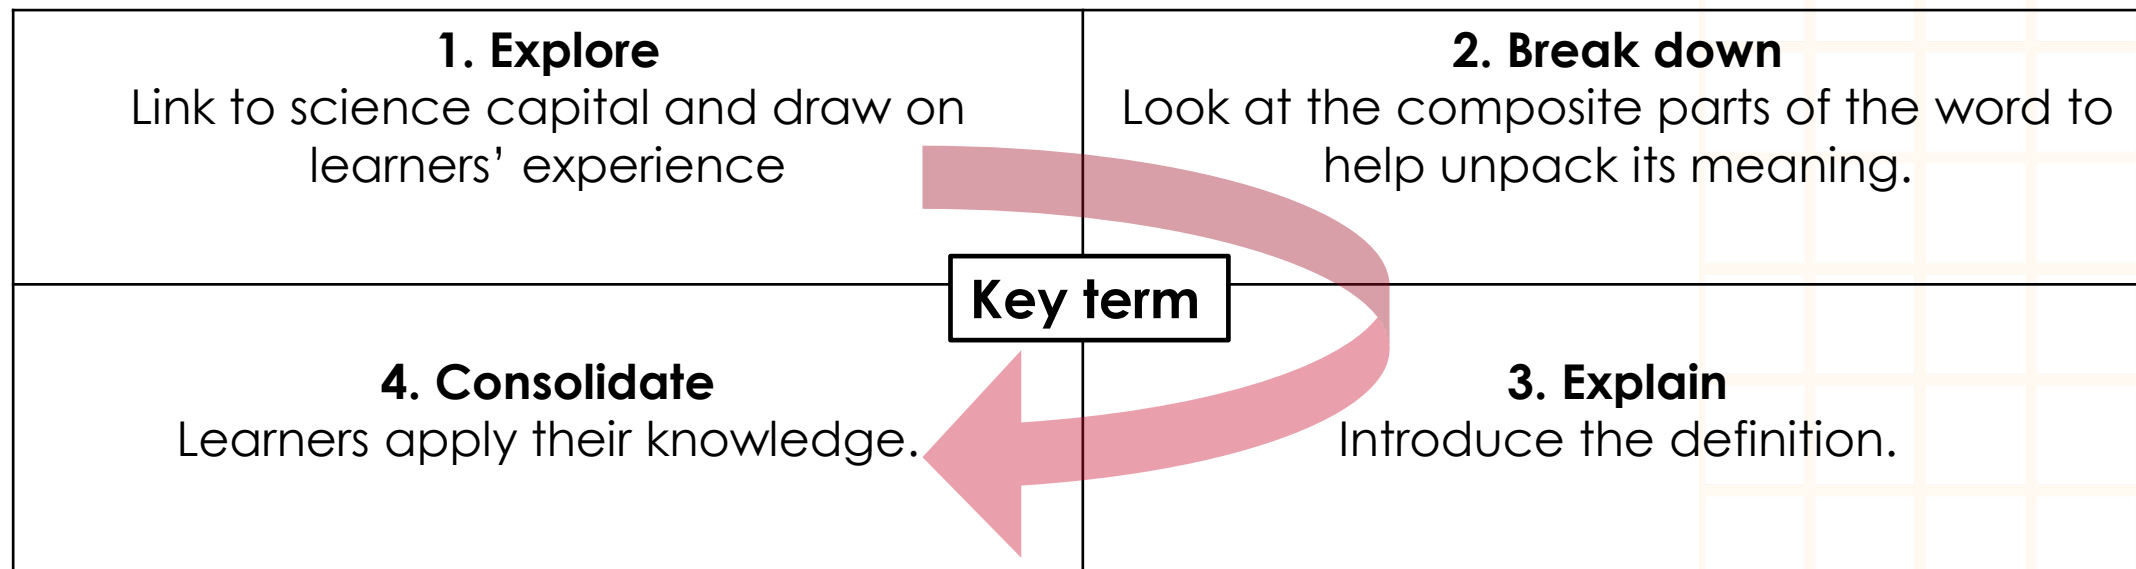 1. Explore
Link to science capital and draw on
learners’ experience
2. Break down
Look at the composite parts of the word to
help unpack its meaning.
Key term
4. Consolidate
Learners apply their knowledge.
3. Explain
Introduce the definition.